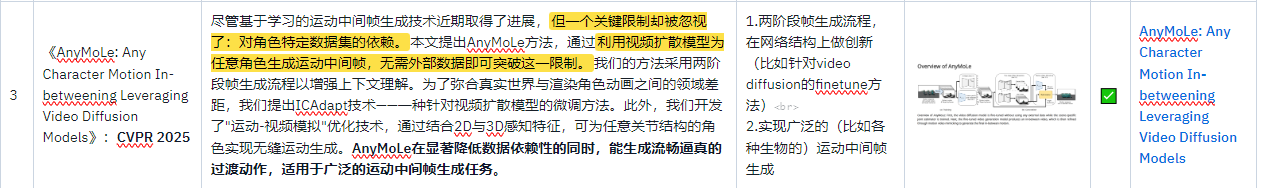 3
《AnyMoLe: Any
Character Motion In-
betweening Leveraging
Video Diffusion
Models》： CVPR 2025
尽管基于学习的运动中间帧生成技术近期取得了进展，但一个关键限制却被忽视
了：对角色特定数据集的依赖。本文提出AnyMoLe方法，通过利用视频扩散模型为
任意角色生成运动中间帧，无需外部数据即可突破这一限制。我们的方法采用两阶
段帧生成流程以增强上下文理解。为了弥合真实世界与渲染角色动画之间的领域差
距，我们提出ICAdapt技术——一种针对视频扩散模型的微调方法。此外，我们开发
了"运动-视频模拟"优化技术，通过结合2D与3D感知特征，可为任意关节结构的角
色实现无缝运动生成。AnyMoLe在显著降低数据依赖性的同时，能生成流畅逼真的
过渡动作，适用于广泛的运动中间帧生成任务。
1.两阶段帧生成流程，
在网络结构上做创新
（比如针对video
diffusion的finetune方
法）<br>
2.实现广泛的（比如各
种生物的）运动中间帧
生成
Overview of AnyMoLe
AnyMoLe: Any
Character
Motion In-
betweening
Leveraging
Video Diffusion
Models